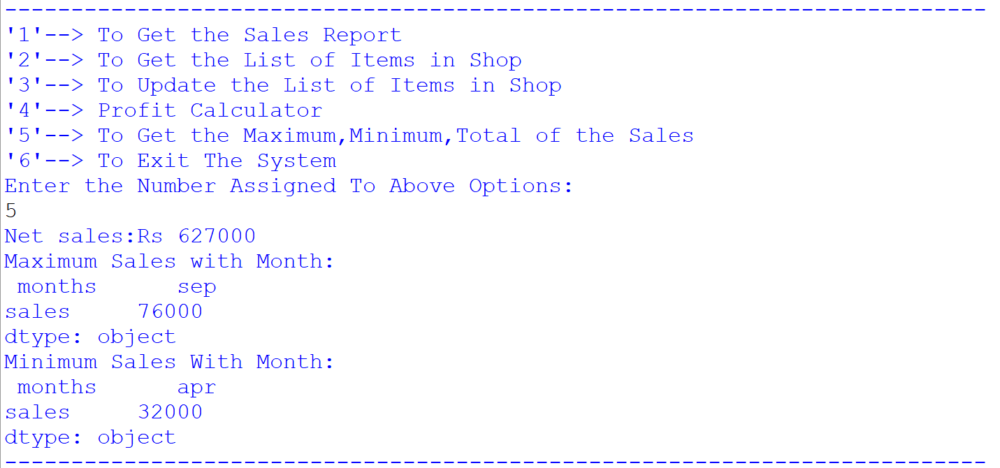 --------------------------------------------------------------------------
'1'--> To Get the Sales Report
'2'--> To Get the List of Items in Shop
'3'--> To Update the List of Items in Shop
'4'--> Profit Calculator
'5'--> To Get the Maximum,Minimum,Total of the Sales
'6'--> To Exit The System
Enter the Number Assigned To Above Options:
5
Net sales:Rs 627000
Maximum Sales with Month:
 months      sep
sales     76000
dtype: object
Minimum Sales With Month:
 months      apr
sales     32000
dtype: object
--------------------------------------------------------------------------